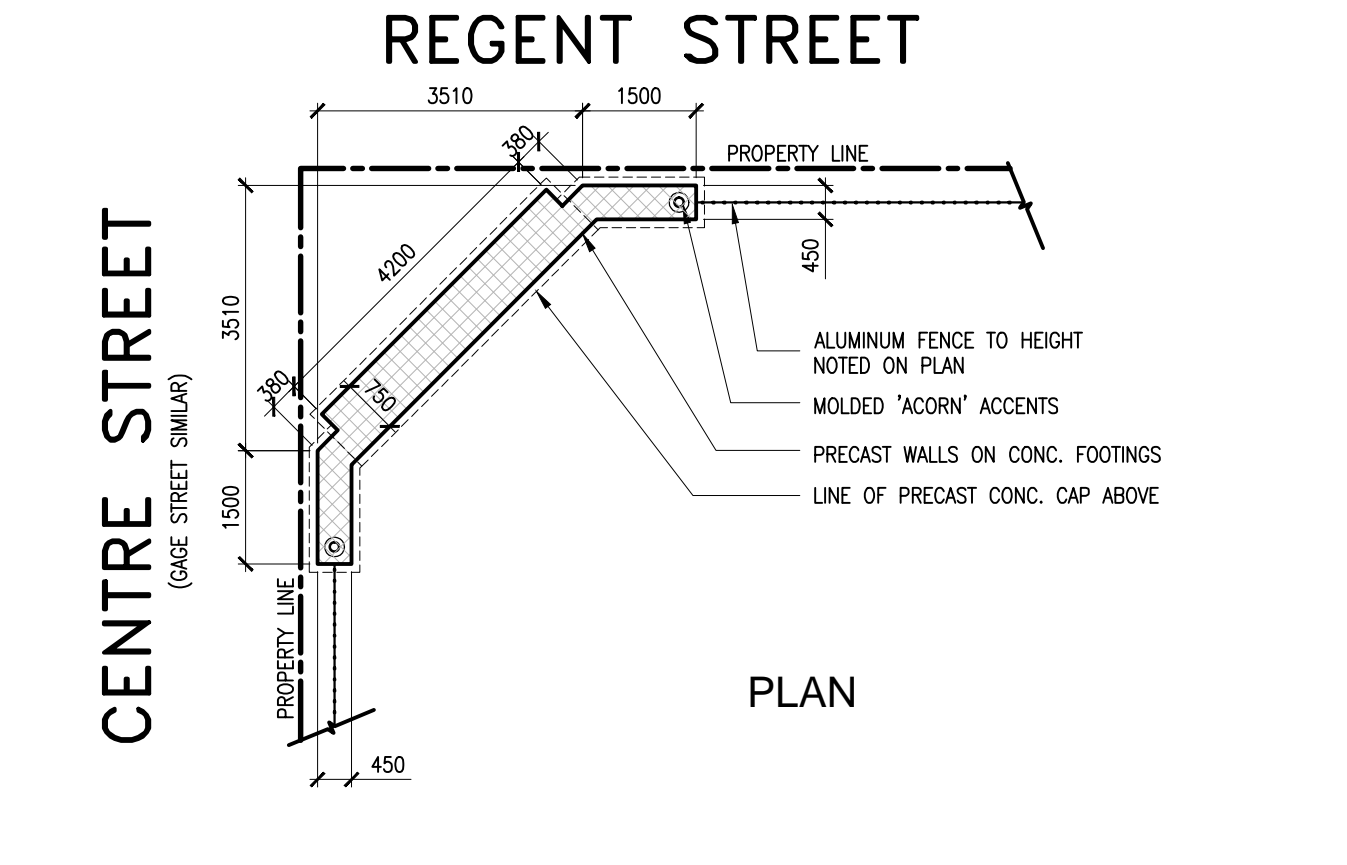 REGENT STREET
3510
1500
380
PROPERTY LINE
4200
450
3510
380
750
1500
CENTRE STREET
(GAGE STREET SIMILAR)
ALUMINUM FENCE TO HEIGHT
NOTED ON PLAN
MOLDED 'ACORN' ACCENTS
PRECAST WALLS ON CONC. FOOTINGS
LINE OF PRECAST CONC. CAP ABOVE
PROPERTY LINE
PLAN
450